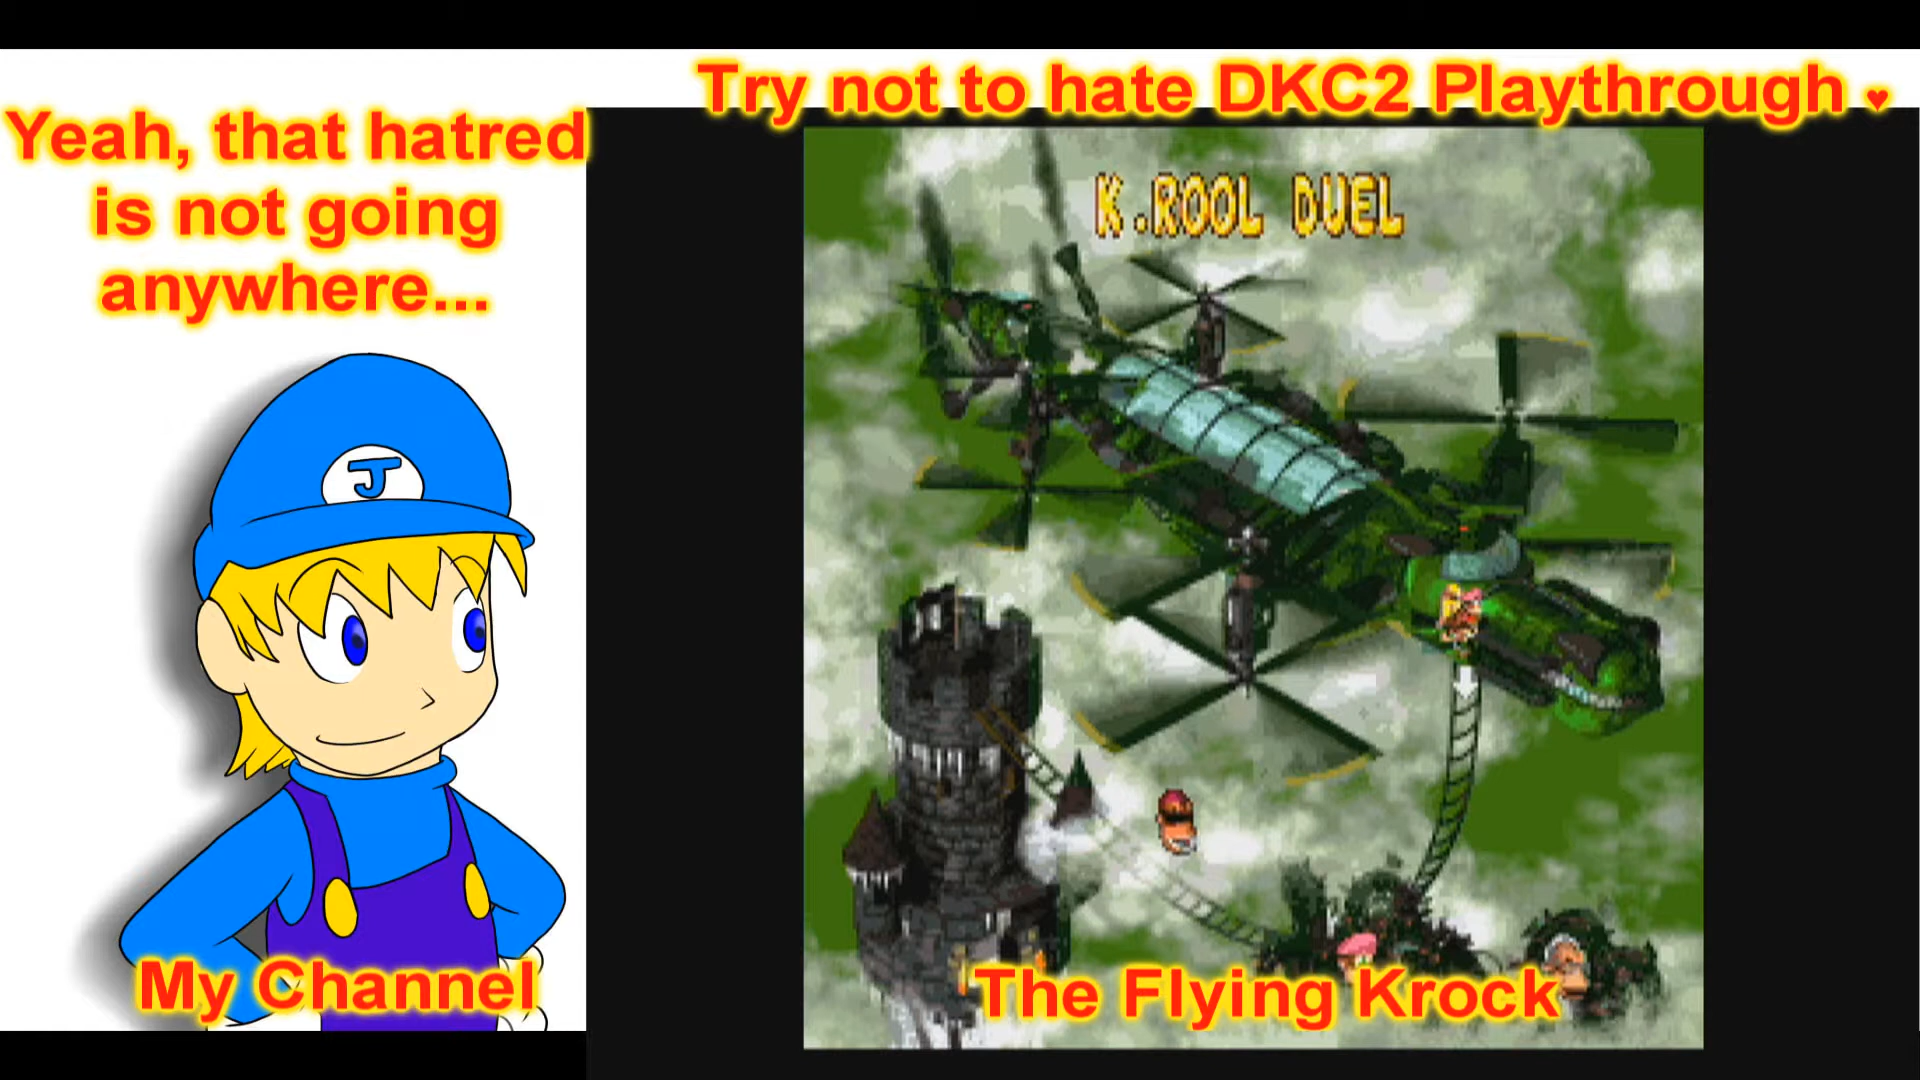 Try not to hate DKC2 Playthrough ♥
Yeah, that hatred
is not going
anywhere...
K.ROOL DUEL
J
My Channel
The Flying Krock